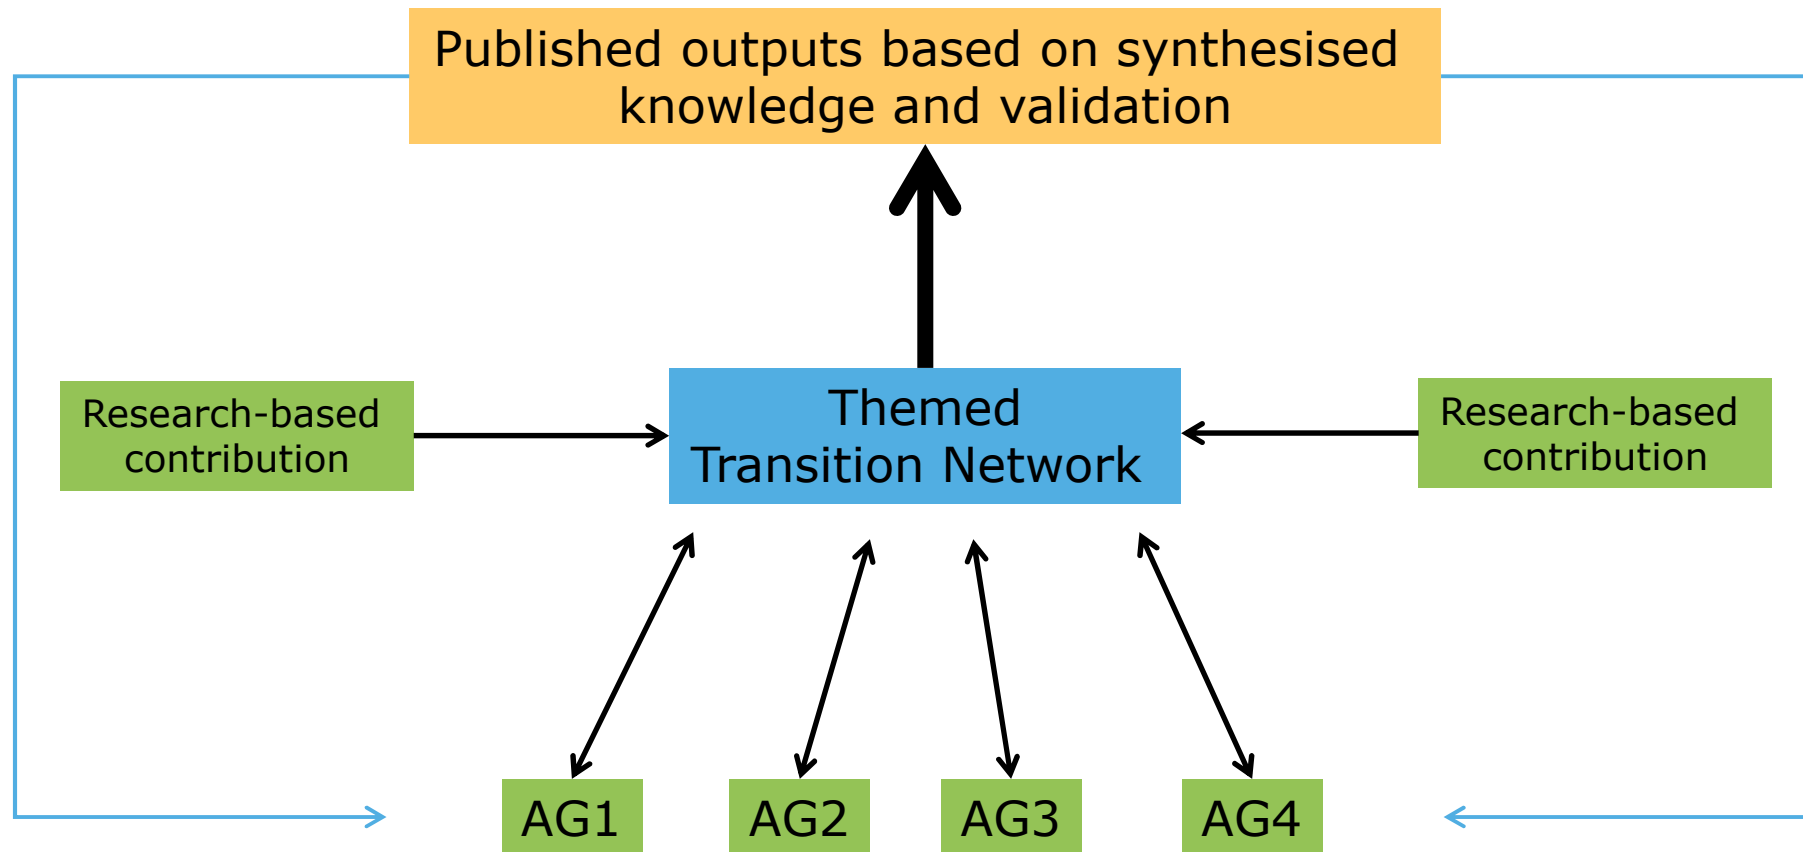 Published outputs based on synthesised
knowledge and validation
Research-based
contribution
Themed
Transition Network
Research-based
contribution
AG1
AG2
AG3
AG4